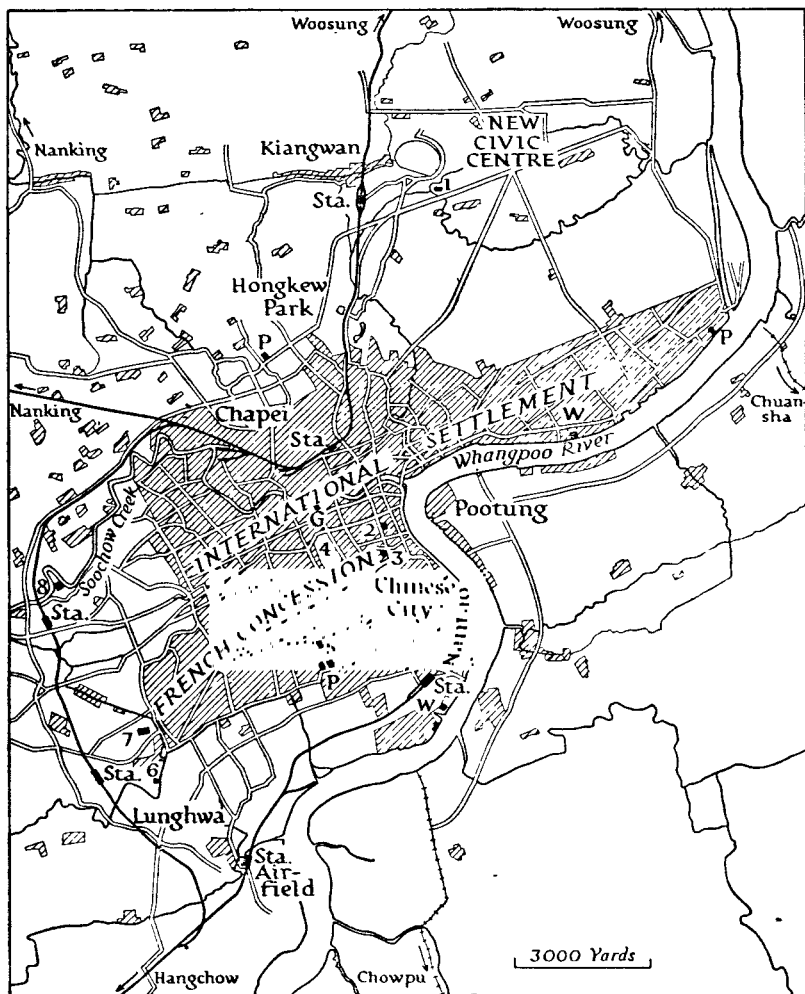 Woosung
Woosung
NEW
CIVIC
CENTRE
Nanking
Kiangwan
1
Sta.
Hongkew
Park
P
P
Nanking
Chapei
Sta.
INTERNATIONAL SETTLEMENT
W
Chuan-
sha
Whangpoo River
Soochow Creek
G
2
Pootung
4
3
8
Sta.
FRENCH CONCESSION
Chinese
City
P
Sta.
W
7
Sta.
6
Lunghwa
Sta.
Air-
field
3000 Yards
Hangchow
Chowpu